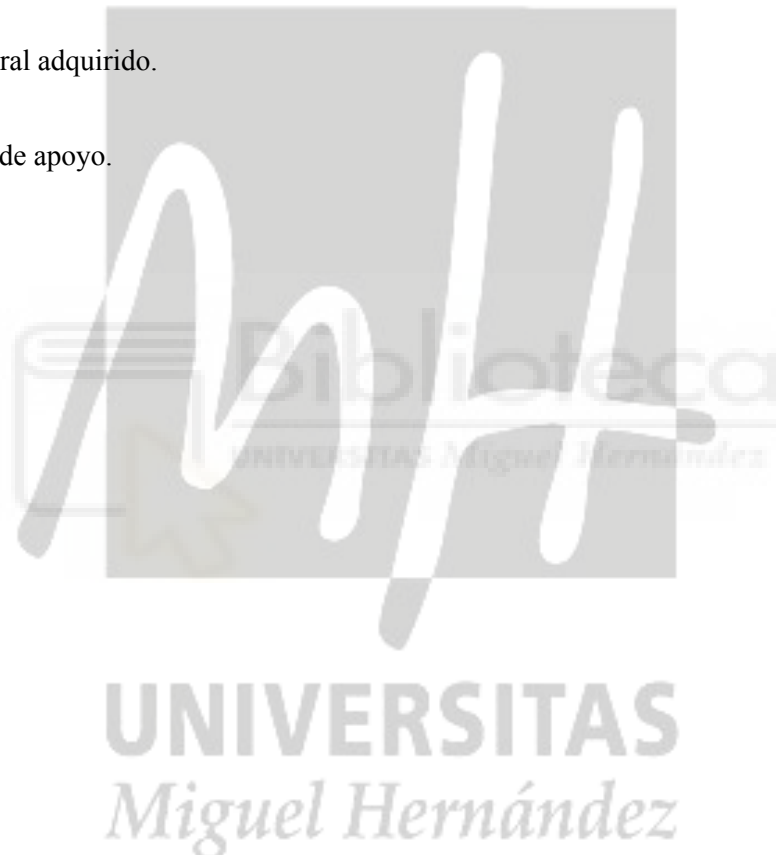 ral adquirido.
de apoyo.
Biblioteca
UNIVERSITAS Miguel Hernández
UNIVERSITAS
Miguel Hernández